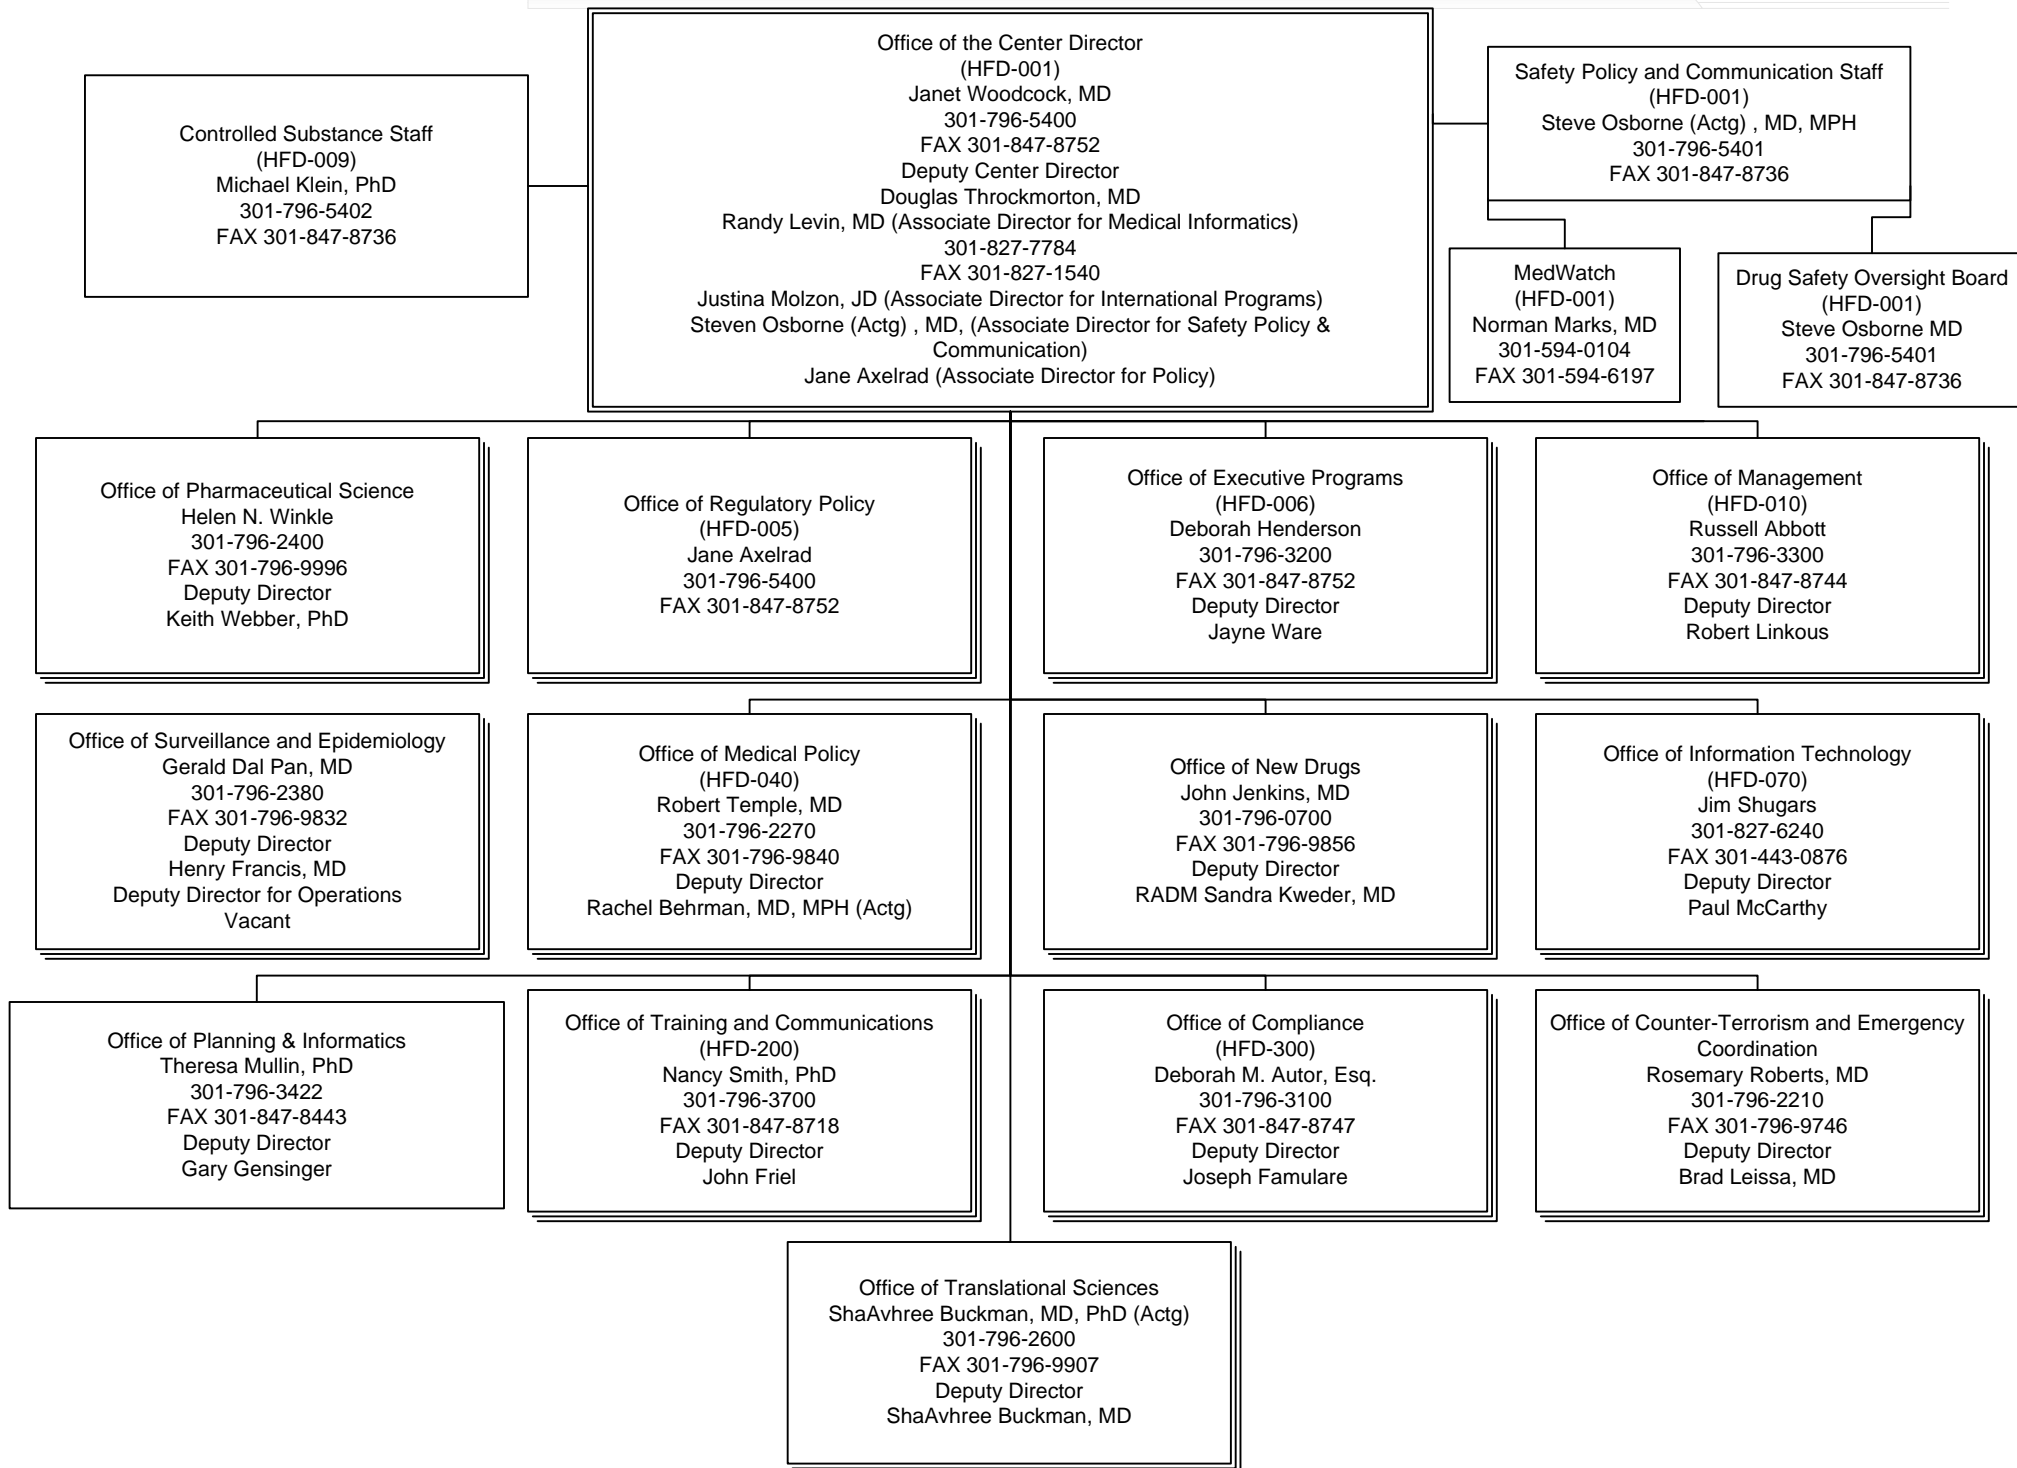 Office of the Center Director
(HFD-001)
Janet Woodcock, MD
301-796-5400
FAX 301-847-8752
Deputy Center Director
Douglas Throckmorton, MD
Randy Levin, MD (Associate Director for Medical Informatics)
301-827-7784
FAX 301-827-1540
Justina Molzon, JD (Associate Director for International Programs)
Steven Osborne (Actg) , MD, (Associate Director for Safety Policy &
Communication)
Jane Axelrad (Associate Director for Policy)
Controlled Substance Staff
(HFD-009)
Michael Klein, PhD
301-796-5402
FAX 301-847-8736
Safety Policy and Communication Staff
(HFD-001)
Steve Osborne (Actg) , MD, MPH
301-796-5401
FAX 301-847-8736
MedWatch
(HFD-001)
Norman Marks, MD
301-594-0104
FAX 301-594-6197
Drug Safety Oversight Board
(HFD-001)
Steve Osborne MD
301-796-5401
FAX 301-847-8736
Office of Pharmaceutical Science
Helen N. Winkle
301-796-2400
FAX 301-796-9996
Deputy Director
Keith Webber, PhD
Office of Regulatory Policy
(HFD-005)
Jane Axelrad
301-796-5400
FAX 301-847-8752
Office of Executive Programs
(HFD-006)
Deborah Henderson
301-796-3200
FAX 301-847-8752
Deputy Director
Jayne Ware
Office of Management
(HFD-010)
Russell Abbott
301-796-3300
FAX 301-847-8744
Deputy Director
Robert Linkous
Office of Surveillance and Epidemiology
Gerald Dal Pan, MD
301-796-2380
FAX 301-796-9832
Deputy Director
Henry Francis, MD
Deputy Director for Operations
Vacant
Office of Medical Policy
(HFD-040)
Robert Temple, MD
301-796-2270
FAX 301-796-9840
Deputy Director
Rachel Behrman, MD, MPH (Actg)
Office of New Drugs
John Jenkins, MD
301-796-0700
FAX 301-796-9856
Deputy Director
RADM Sandra Kweder, MD
Office of Information Technology
(HFD-070)
Jim Shugars
301-827-6240
FAX 301-443-0876
Deputy Director
Paul McCarthy
Office of Planning & Informatics
Theresa Mullin, PhD
301-796-3422
FAX 301-847-8443
Deputy Director
Gary Gensinger
Office of Training and Communications
(HFD-200)
Nancy Smith, PhD
301-796-3700
FAX 301-847-8718
Deputy Director
John Friel
Office of Compliance
(HFD-300)
Deborah M. Autor, Esq.
301-796-3100
FAX 301-847-8747
Deputy Director
Joseph Famulare
Office of Counter-Terrorism and Emergency
Coordination
Rosemary Roberts, MD
301-796-2210
FAX 301-796-9746
Deputy Director
Brad Leissa, MD
Office of Translational Sciences
ShaAvhree Buckman, MD, PhD (Actg)
301-796-2600
FAX 301-796-9907
Deputy Director
ShaAvhree Buckman, MD